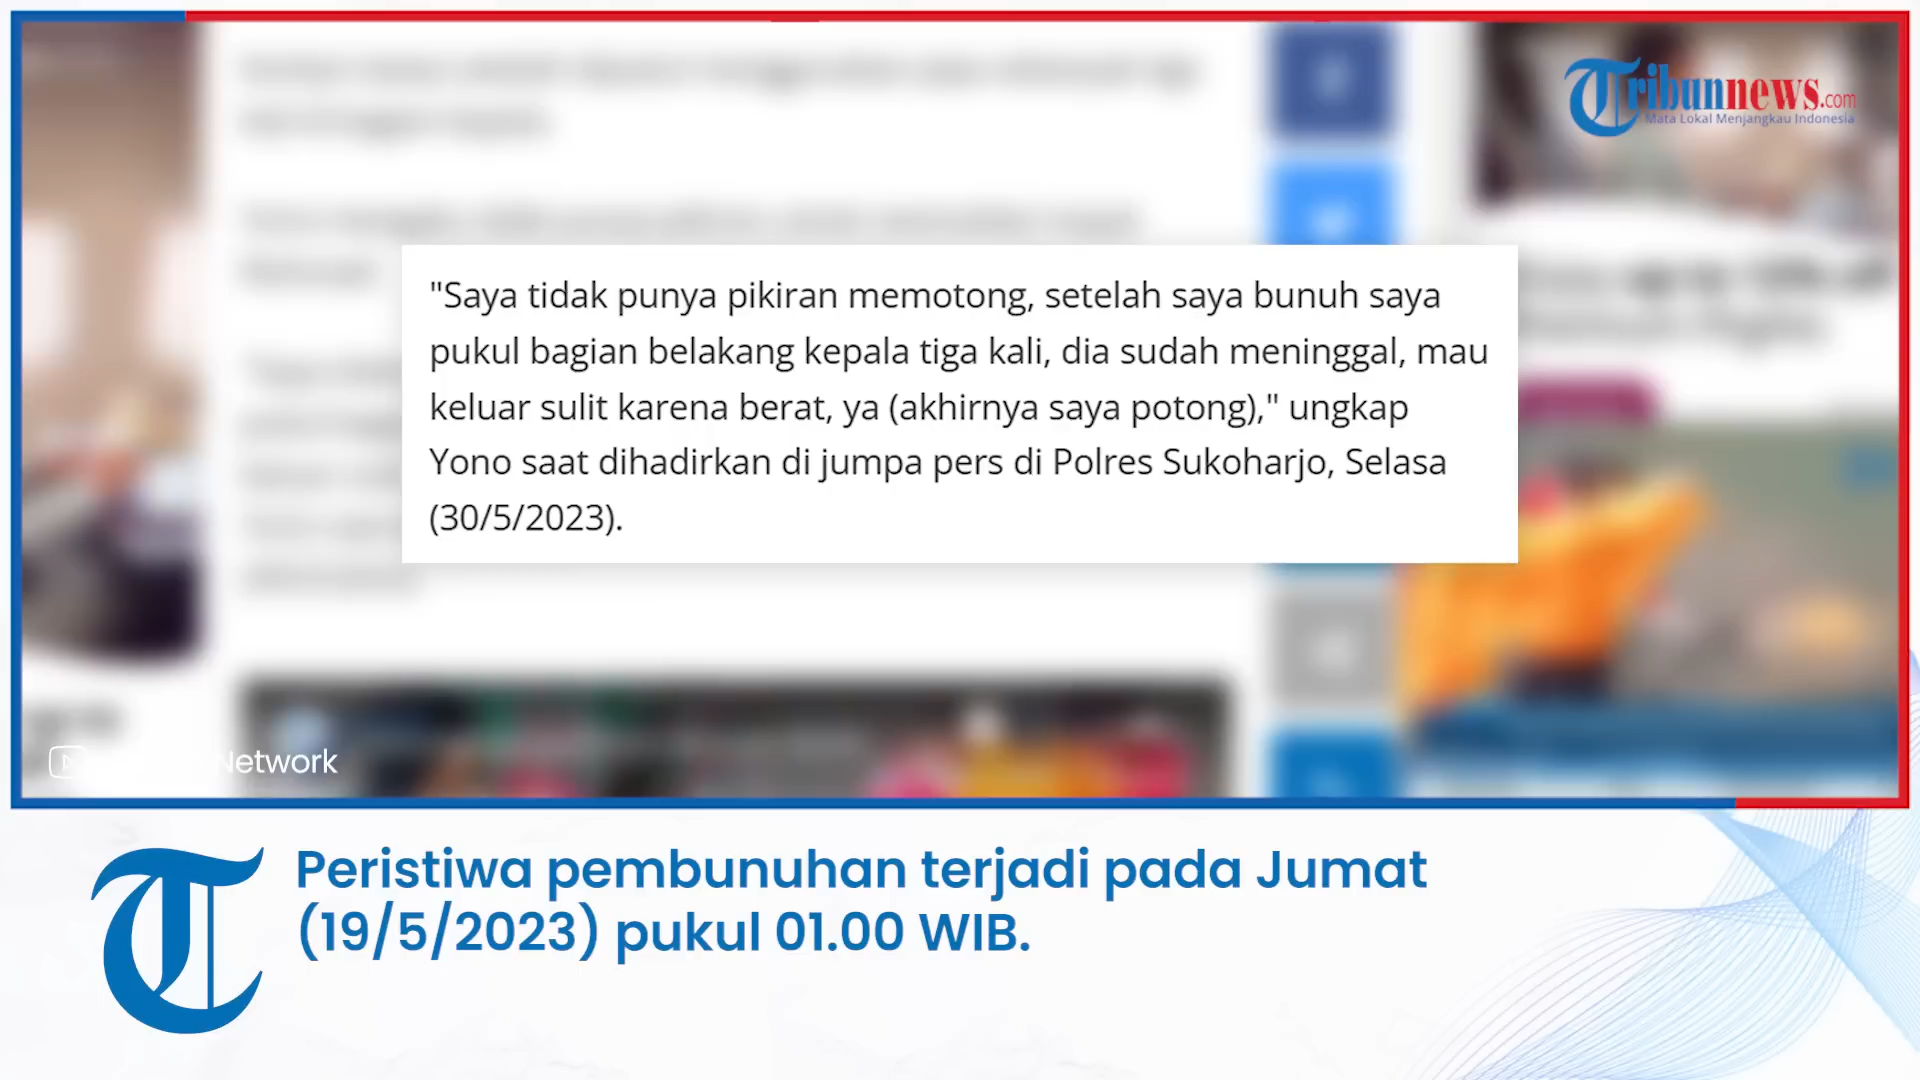 Tribunnews.com
Mata Lokal Menjangkau Indonesia
"Saya tidak punya pikiran memotong, setelah saya bunuh saya
pukul bagian belakang kepala tiga kali, dia sudah meninggal, mau
keluar sulit karena berat, ya (akhirnya saya potong)," ungkap
Yono saat dihadirkan di jumpa pers di Polres Sukoharjo, Selasa
(30/5/2023).
Network
Peristiwa pembunuhan terjadi pada Jumat
(19/5/2023) pukul 01.00 WIB.